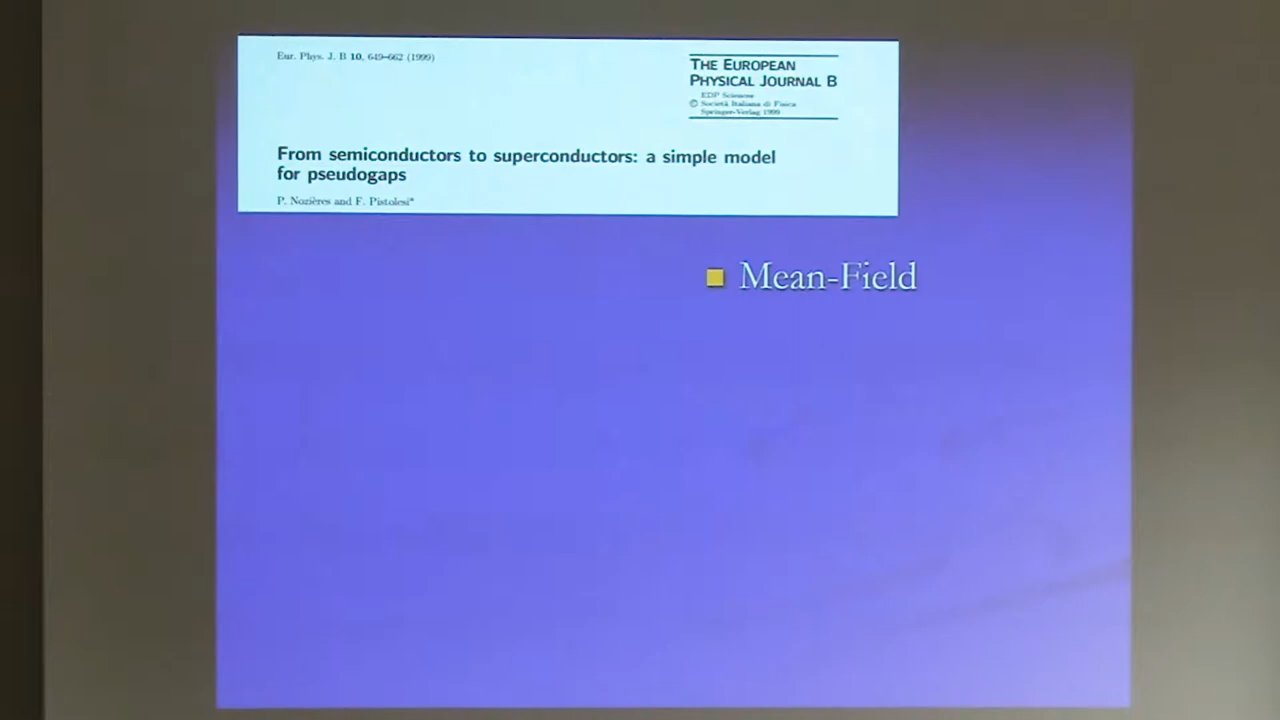 Eur. Phys. J. B 10, 649–662 (1999)
THE EUROPEAN
PHYSICAL JOURNAL B
EDP Sciences
© Società Italiana di Fisica
Springer-Verlag 1999
From semiconductors to superconductors: a simple model
for pseudogaps
P. Nozières and F. Pistolesi*
Mean-Field